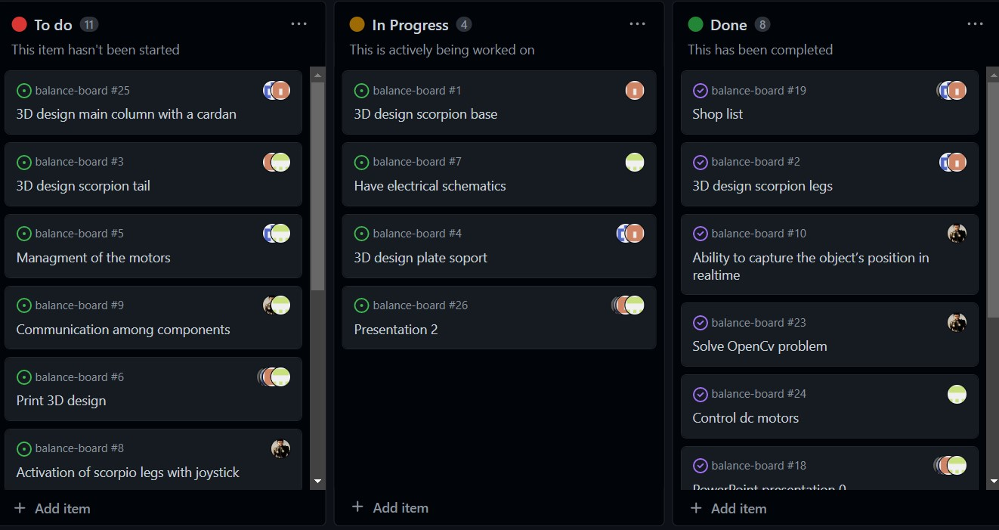 To do 11
This item hasn't been started
balance-board #25
3D design main column with a cardan
balance-board #3
3D design scorpion tail
balance-board #5
Managment of the motors
balance-board #9
Communication among components
balance-board #6
Print 3D design
balance-board #8
Activation of scorpio legs with joystick
+ Add item
In Progress 4
This is actively being worked on
balance-board #1
3D design scorpion base
balance-board #7
Have electrical schematics
balance-board #4
3D design plate soport
balance-board #26
Presentation 2
+ Add item
Done 8
This has been completed
balance-board #19
Shop list
balance-board #2
3D design scorpion legs
balance-board #10
Ability to capture the object’s position in
realtime
balance-board #23
Solve OpenCv problem
balance-board #24
Control dc motors
balance-board #18
PowerPoint presentation 0
+ Add item